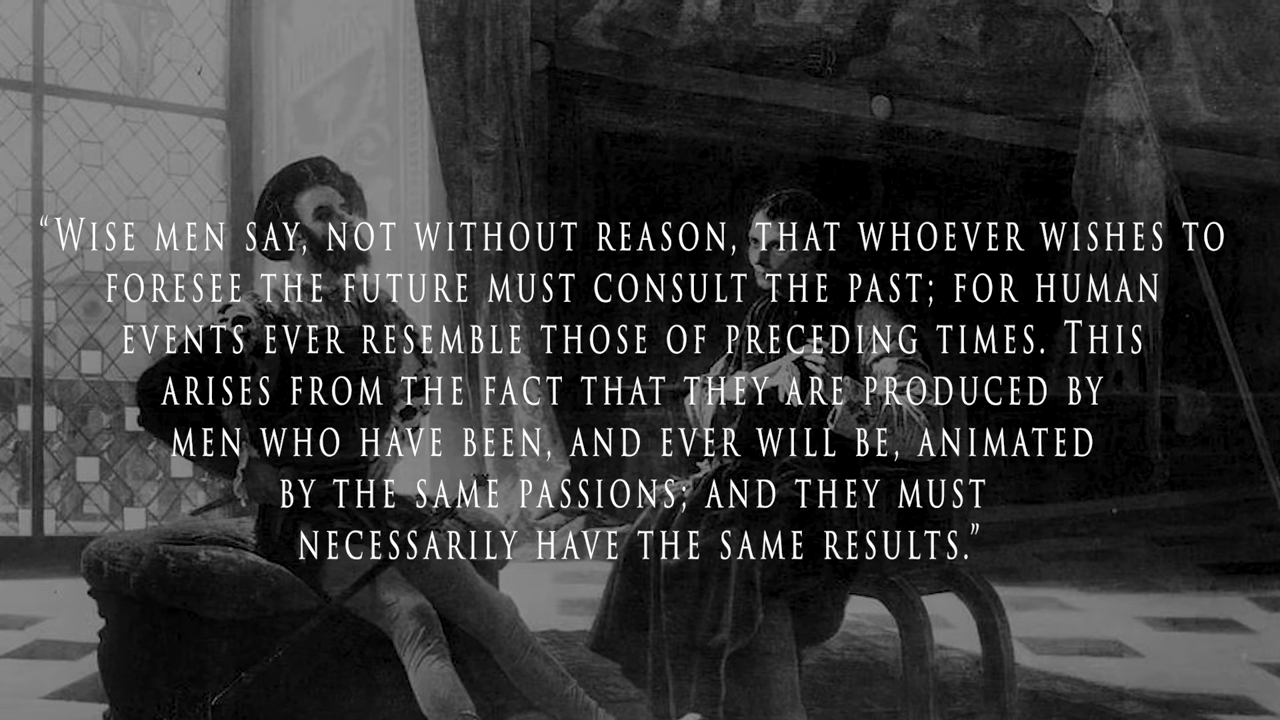 “Wise men say, not without reason, that whoever wishes to
foresee the future must consult the past; for human
events ever resemble those of preceding times. This
arises from the fact that they are produced by
men who have been, and ever will be, animated
by the same passions; and they must
necessarily have the same results.”